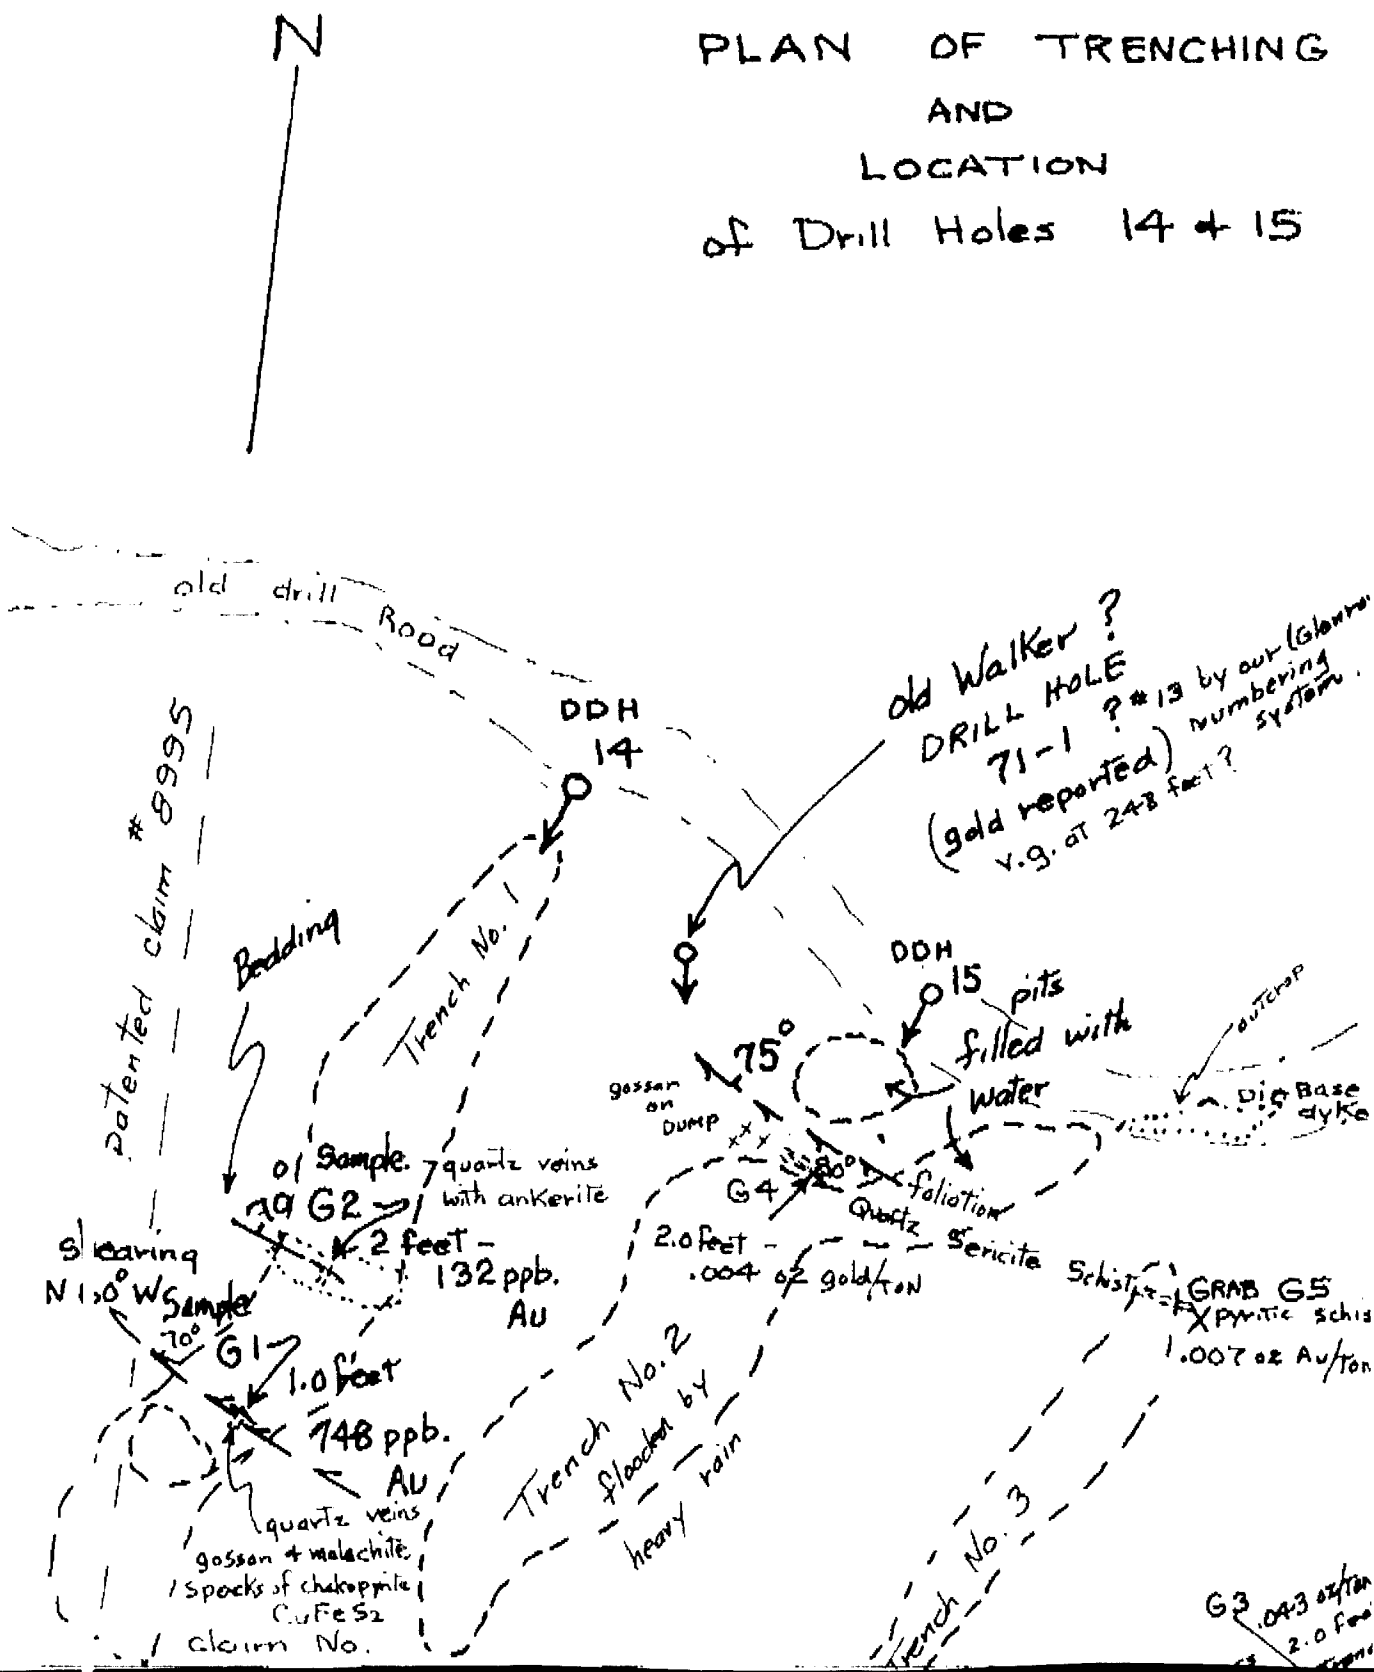 N
PLAN OF TRENCHING
AND
LOCATION
of Drill Holes 14 & 15
old drill Road
old Walker ?
DRILL HOLE
71-1 ? #13 by our
numbering
system.
(gold reported)
v.g. at 248 feet?
DDH
14
Patented claim # 8995
Bedding
Trench No. 1
DDH
15
pits
filled with
water
outcrop
Dia Base
dyke
75°
gossan
on
DUMP
xxx
80°
foliation
G4
Quartz Sericite Schist
2.0 feet -
.004 oz gold/ton
Sample
G2
quartz veins
with ankerite
2 feet -
132 ppb.
Au
Shearing
W
Sample
70°
G1
1.0 feet
748 ppb.
Au
quartz veins
gossan & malachite
specks of chalcopyrite
CuFeS2
Claim No.
GRAB G5
X pyritic schis
.007 oz Au/Ton
Trench No. 2
flooded by
heavy rain
Trench No. 3
G3 .043 oz/ton
2.0 feet